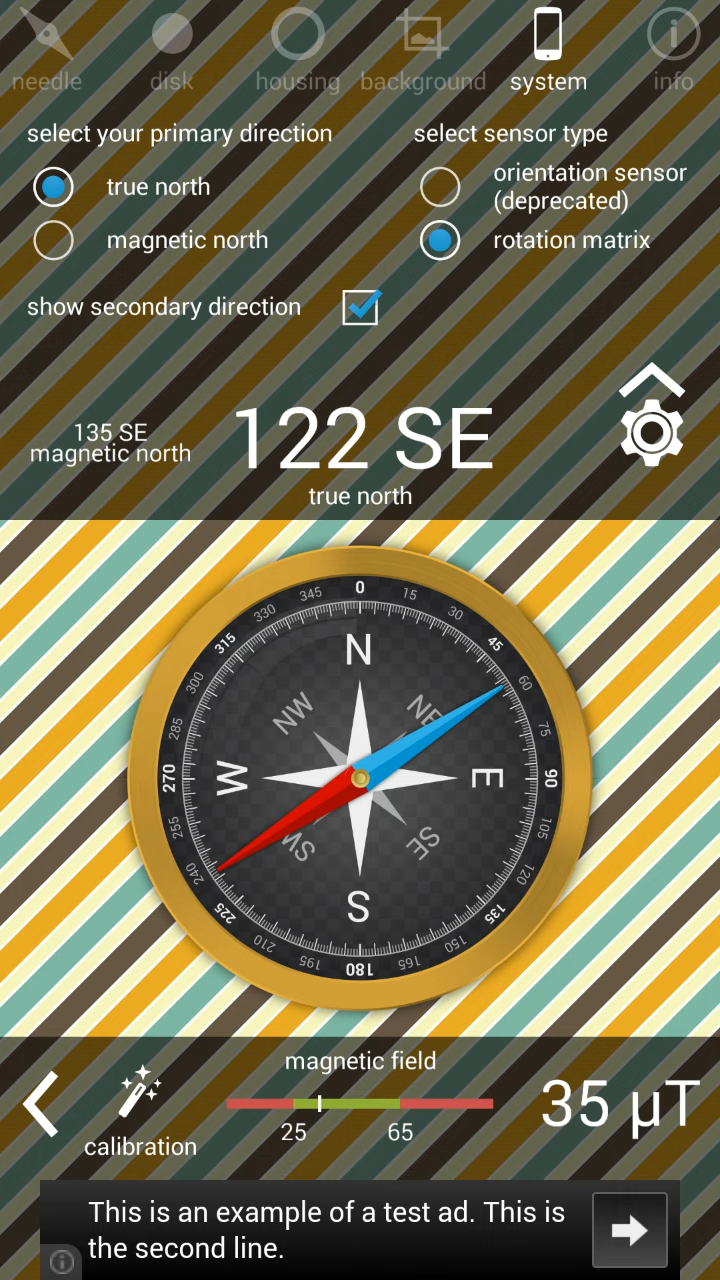 needle
disk
housing
background
system
info
select your primary direction
select sensor type
true north
orientation sensor
(deprecated)
magnetic north
rotation matrix
show secondary direction
135 SE
magnetic north
122 SE
true north
0
15
30
45
60
75
90
105
120
135
150
165
180
195
210
225
240
255
270
285
300
315
330
345
N
NE
E
SE
S
SW
W
NW
magnetic field
25
65
35 µT
calibration
This is an example of a test ad. This is
the second line.